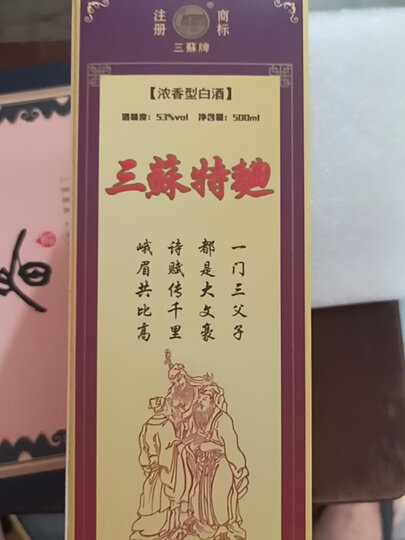 注册 商标
三蘇牌
【浓香型白酒】
酒精度：53%vol 净含量：500ml
三蘇特麯
一门三父子
都是大文豪
诗赋传千里
峨眉共比高